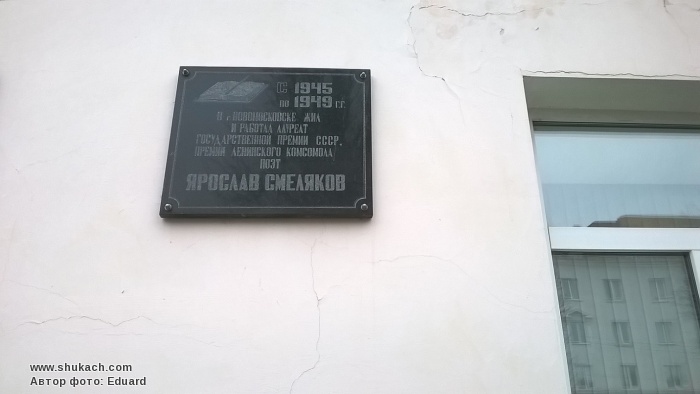 С 1945
ПО 1949 ГГ.
В г. НОВОМОСКОВСКЕ ЖИЛ
И РАБОТАЛ ЛАУРЕАТ
ГОСУДАРСТВЕННОЙ ПРЕМИИ СССР.
ПРЕМИИ ЛЕНИНСКОГО КОМСОМОЛА
ПОЭТ
ЯРОСЛАВ СМЕЛЯКОВ
www.shukach.com
Автор фото: Eduard